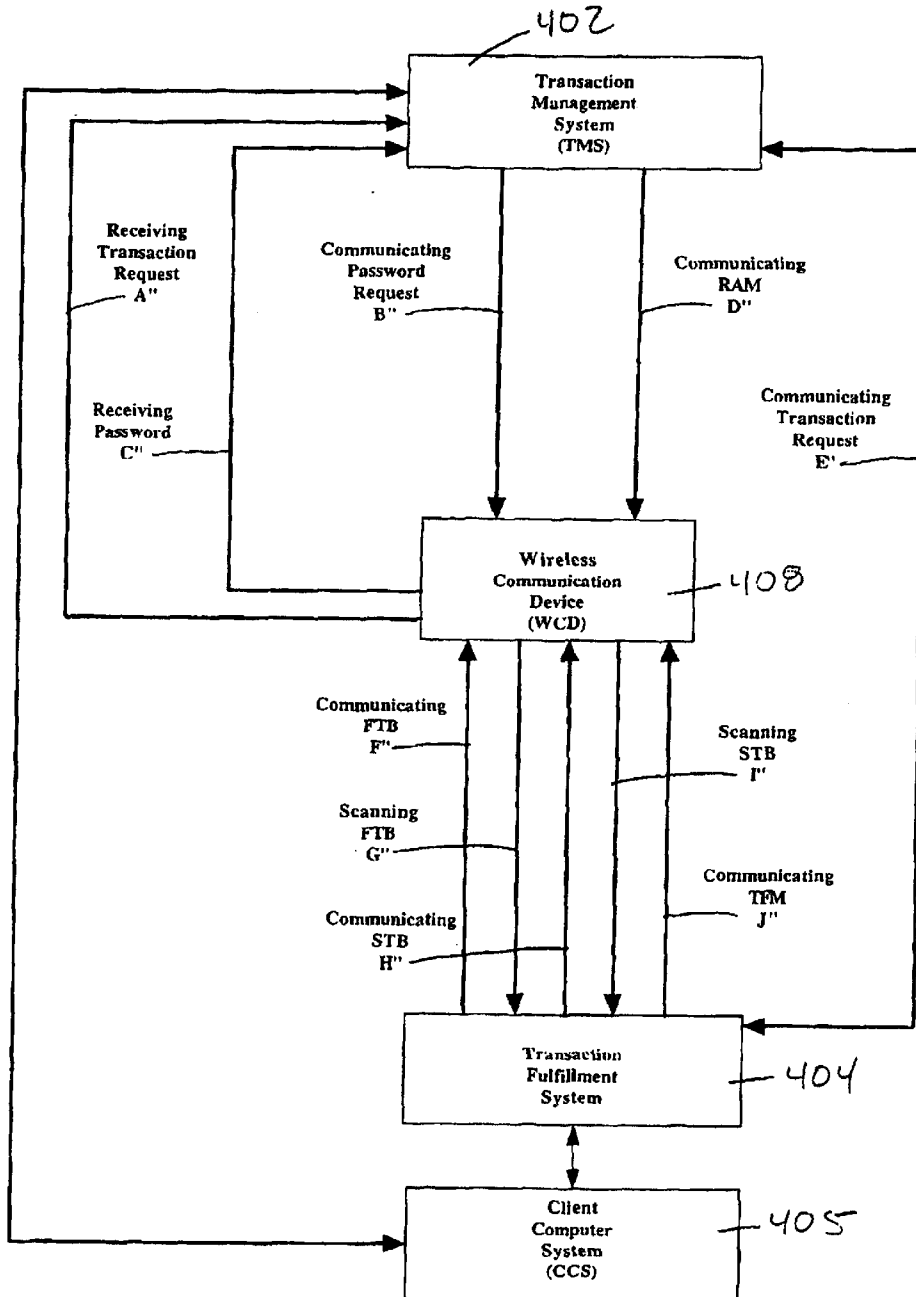 402
Transaction
Management
System
(TMS)
Receiving
Transaction
Request
A"
Communicating
Password
Request
B"
Communicating
RAM
D"
Receiving
Password
C"
Communicating
Transaction
Request
E'
Wireless
Communication
Device
(WCD)
408
Communicating
FTB
F"
Scanning
STB
I"
Scanning
FTB
G"
Communicating
TFM
J"
Communicating
STB
H"
Transaction
Fulfillment
System
404
Client
Computer
System
(CCS)
405